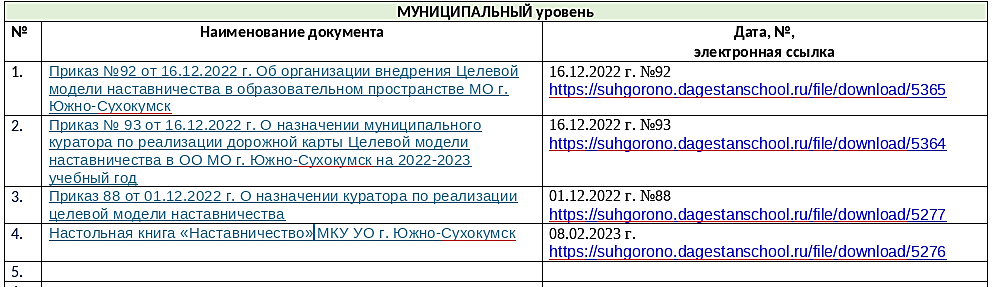 МУНИЦИПАЛЬНЫЙ уровень
№
Наименование документа
Дата, №,
электронная ссылка
1.
Приказ №92 от 16.12.2022 г. Об организации внедрения Целевой
модели наставничества в образовательном пространстве МО г.
Южно-Сухокумск
16.12.2022 г. №92
https://suhgorono.dagestanschool.ru/file/download/5365
2.
Приказ № 93 от 16.12.2022 г. О назначении муниципального
куратора по реализации дорожной карты Целевой модели
наставничества в ОО МО г. Южно-Сухокумск на 2022-2023
учебный год
16.12.2022 г. №93
https://suhgorono.dagestanschool.ru/file/download/5364
3.
Приказ 88 от 01.12.2022 г. О назначении куратора по реализации
целевой модели наставничества
01.12.2022 г. №88
https://suhgorono.dagestanschool.ru/file/download/5277
4.
Настольная книга «Наставничество» МКУ УО г. Южно-Сухокумск
08.02.2023 г.
https://suhgorono.dagestanschool.ru/file/download/5276
5.